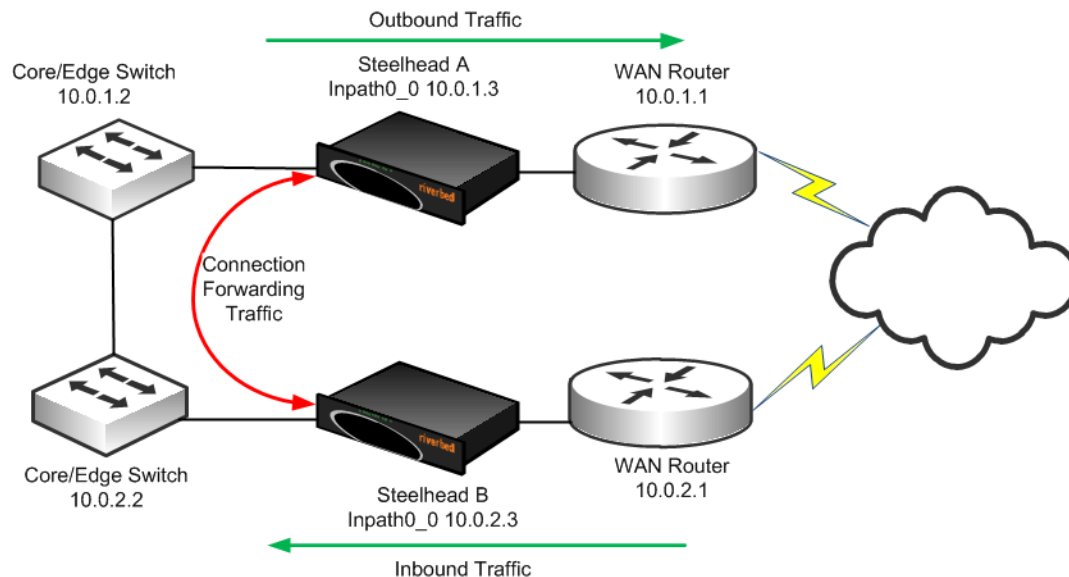 Outbound Traffic
Core/Edge Switch
10.0.1.2
Steelhead A
Inpath0_0 10.0.1.3
WAN Router
10.0.1.1
riverbed
Connection
Forwarding
Traffic
riverbed
Core/Edge Switch
10.0.2.2
Steelhead B
Inpath0_0 10.0.2.3
WAN Router
10.0.2.1
Inbound Traffic